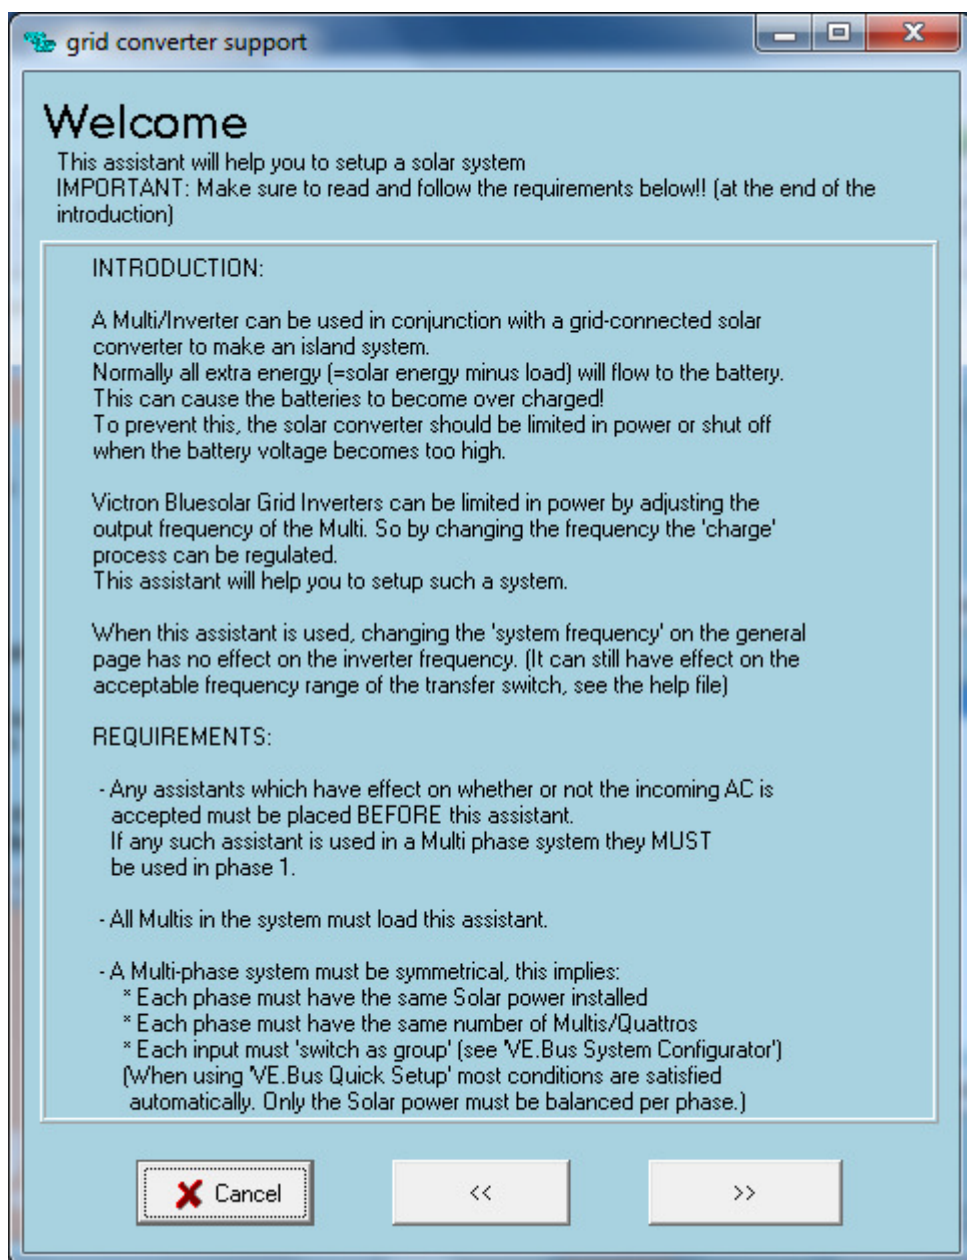 grid converter support
Welcome
This assistant will help you to setup a solar system
IMPORTANT: Make sure to read and follow the requirements below!! (at the end of the
introduction)
INTRODUCTION:
A Multi/Inverter can be used in conjunction with a grid-connected solar
converter to make an island system.
Normally all extra energy (=solar energy minus load) will flow to the battery.
This can cause the batteries to become over charged!
To prevent this, the solar converter should be limited in power or shut off
when the battery voltage becomes too high.
Victron Bluesolar Grid Inverters can be limited in power by adjusting the
output frequency of the Multi. So by changing the frequency the 'charge'
process can be regulated.
This assistant will help you to setup such a system.
When this assistant is used, changing the 'system frequency' on the general
page has no effect on the inverter frequency. (It can still have effect on the
acceptable frequency range of the transfer switch, see the help file)
REQUIREMENTS:
- Any assistants which have effect on whether or not the incoming AC is
accepted must be placed BEFORE this assistant.
If any such assistant is used in a Multi phase system they MUST
be used in phase 1.
- All Multis in the system must load this assistant.
- A Multi-phase system must be symmetrical, this implies:
* Each phase must have the same Solar power installed
* Each phase must have the same number of Multis/Quattros
* Each input must 'switch as group' (see 'VE.Bus System Configurator')
(When using 'VE.Bus Quick Setup' most conditions are satisfied
automatically. Only the Solar power must be balanced per phase.)
Cancel
<<
>>